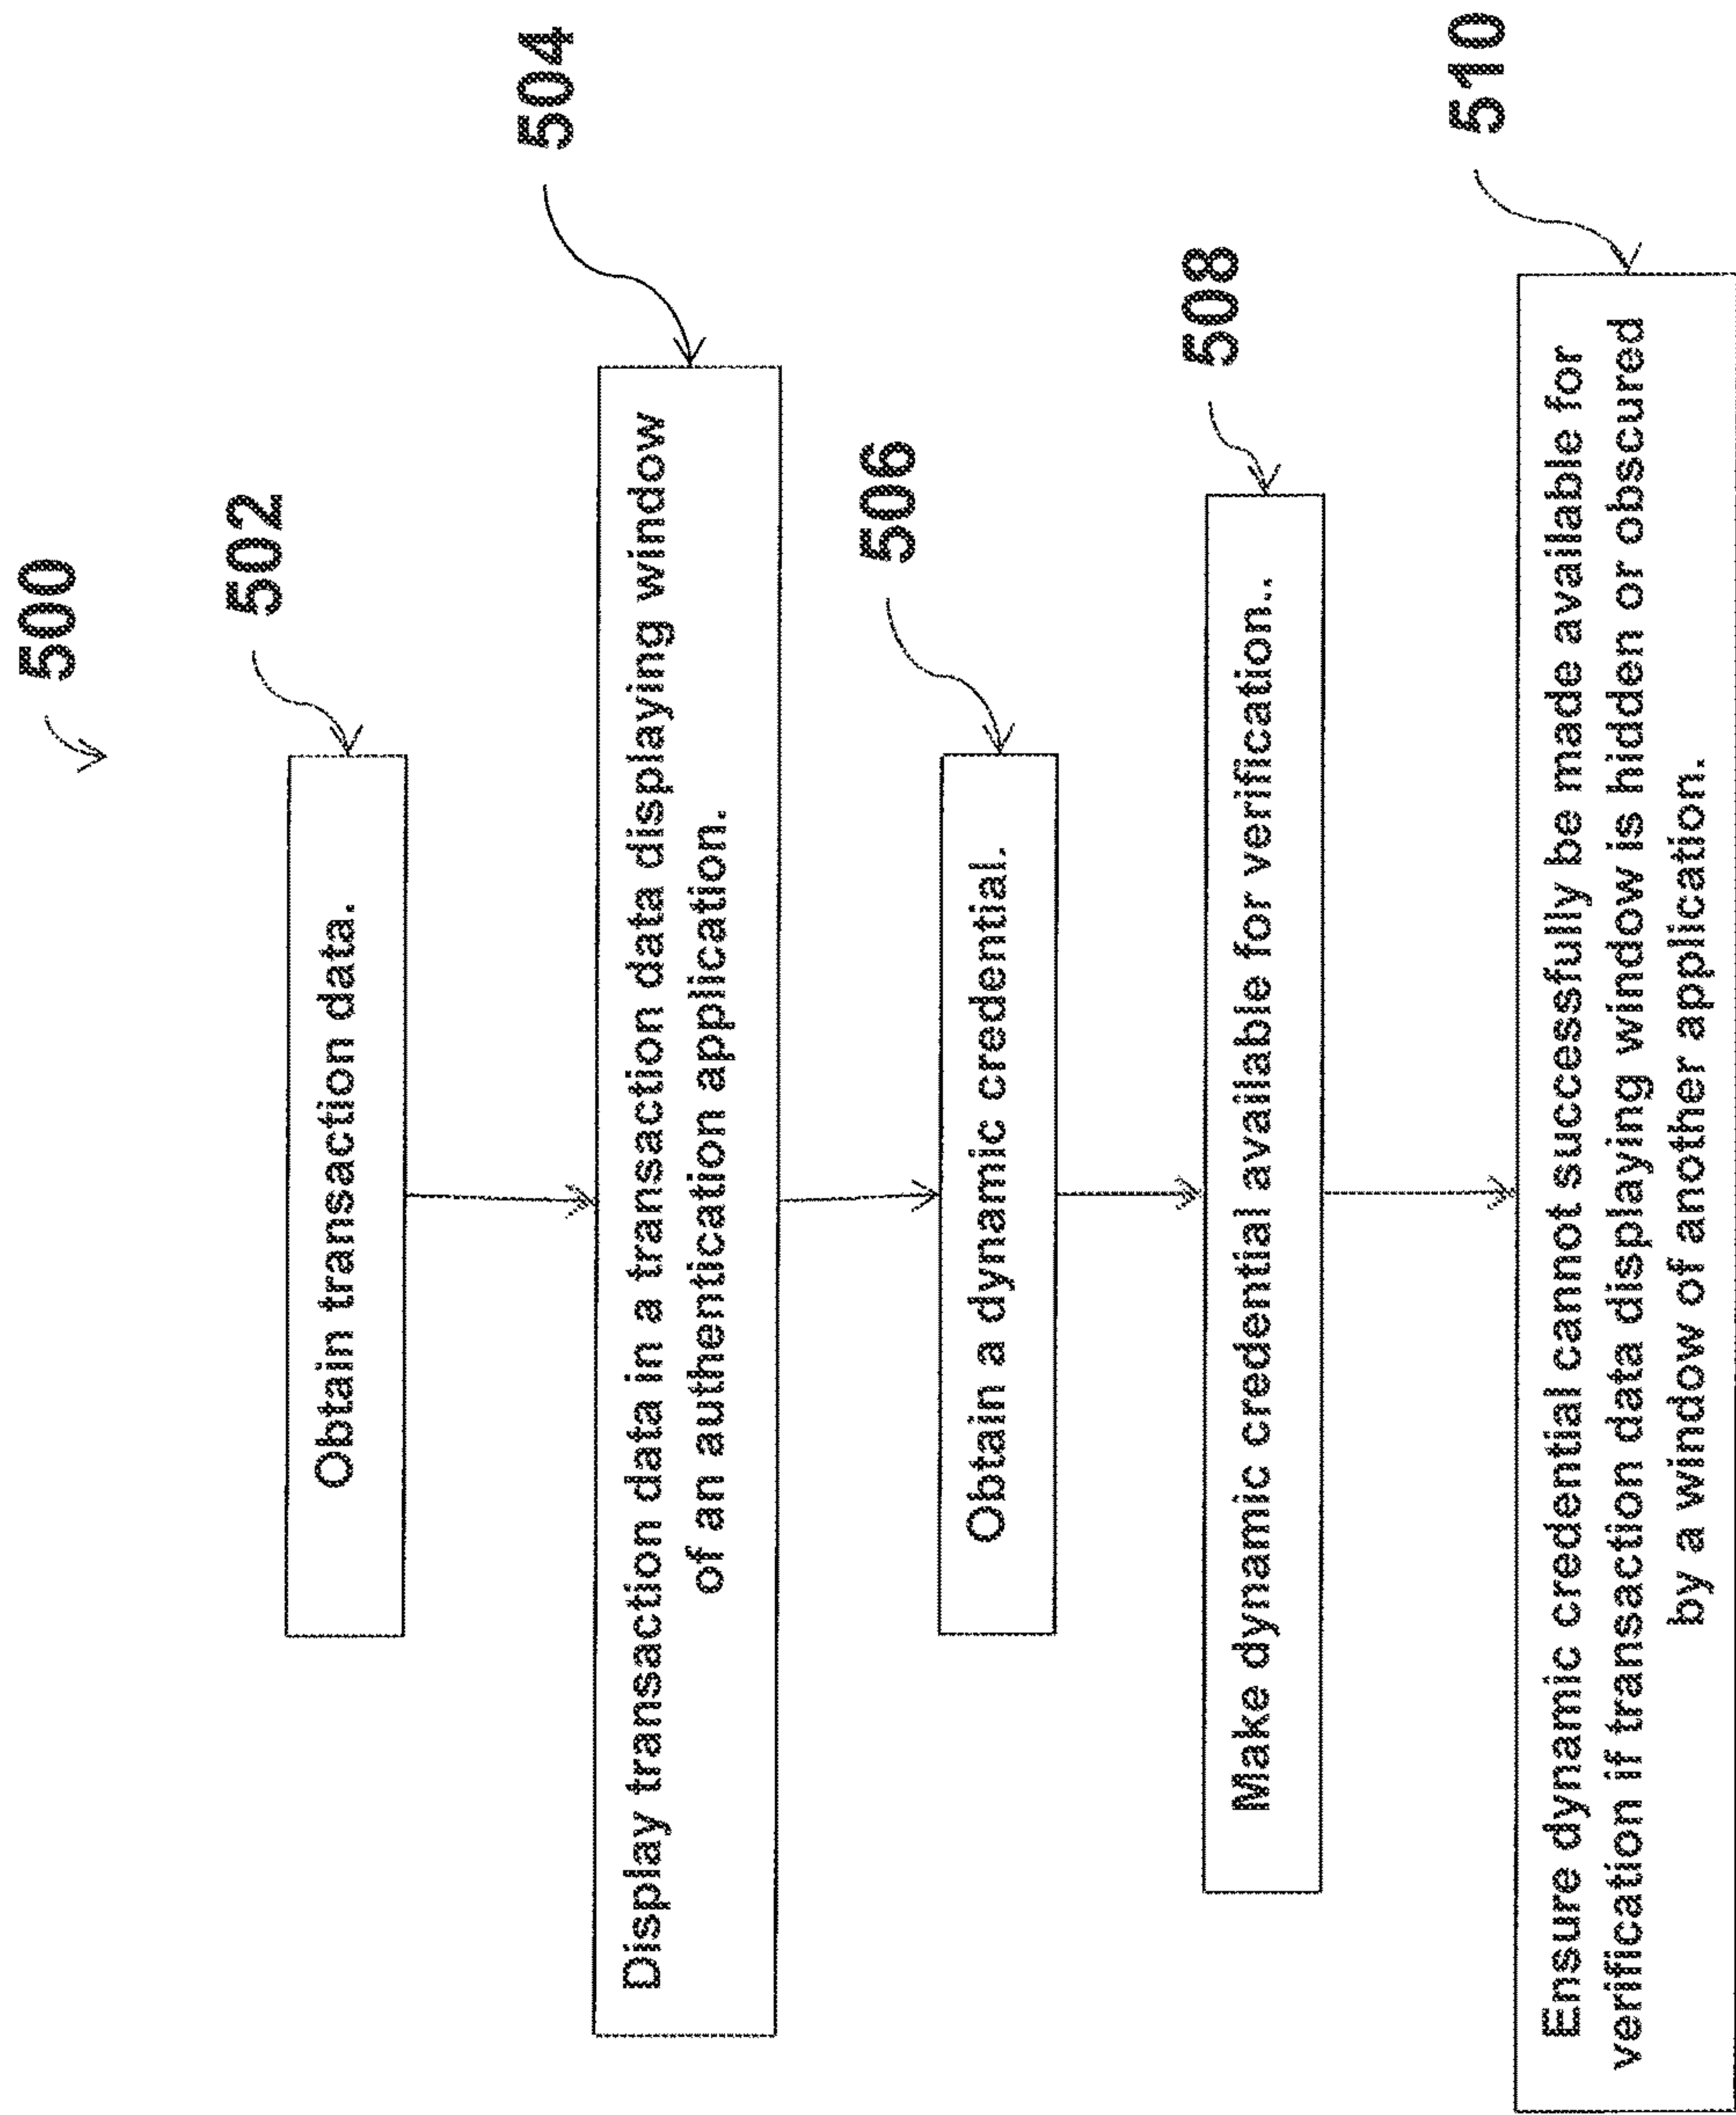 500
502
Obtain transaction data.
504
Display transaction data in a transaction data displaying window
of an authentication application.
506
Obtain a dynamic credential.
508
Make dynamic credential available for verification..
510
Ensure dynamic credential cannot successfully be made available for
verification if transaction data displaying window is hidden or obscured
by a window of another application.